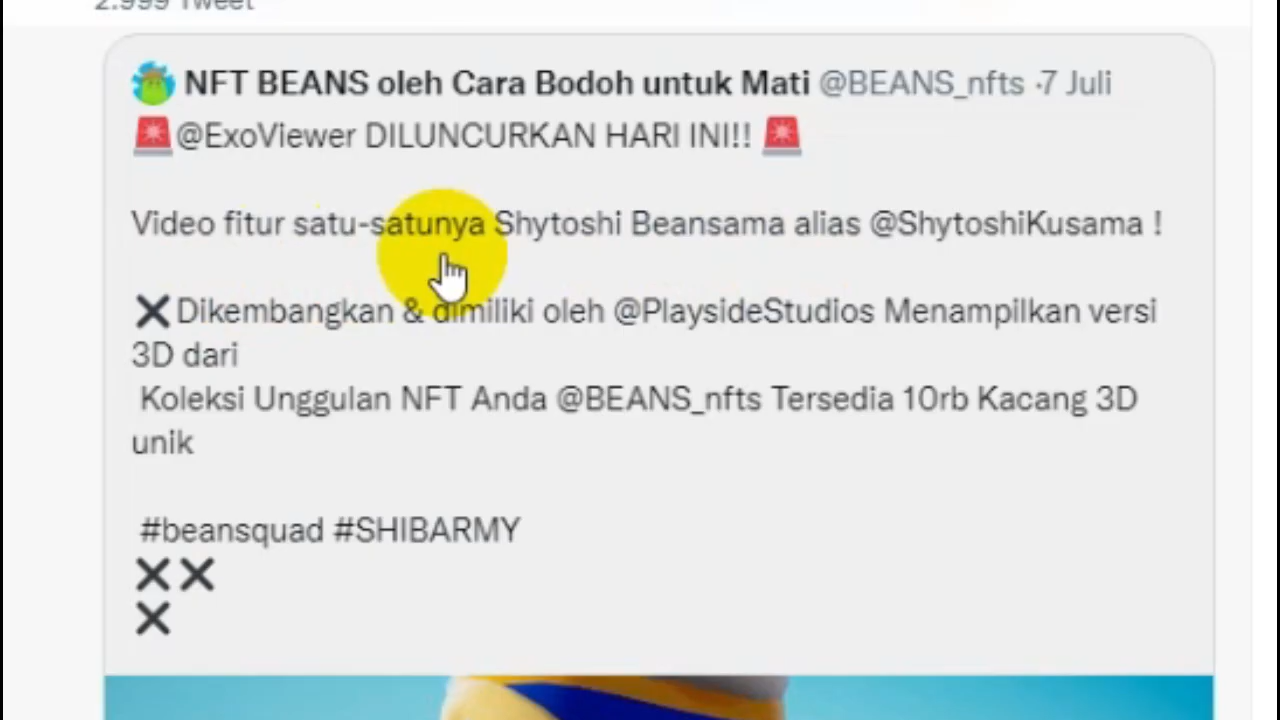 2.999 Tweet
NFT BEANS oleh Cara Bodoh untuk Mati @BEANS_nfts ·7 Juli
@ExoViewer DILUNCURKAN HARI INI!!
Video fitur satu-satunya Shytoshi Beansama alias @ShytoshiKusama !
Dikembangkan & dimiliki oleh @PlaysideStudios Menampilkan versi
3D dari
Koleksi Unggulan NFT Anda @BEANS_nfts Tersedia 10rb Kacang 3D
unik
#beansquad #SHIBARMY